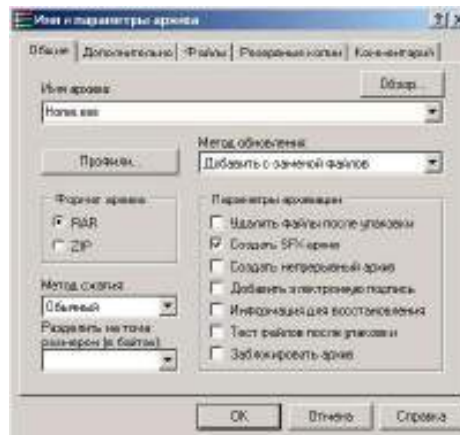 Имя и параметры архива
Общие Дополнительно Файлы Резервные копии Комментарий
Имя архива
Обзор...
Home.exe
Метод обновления
Профили...
Добавить с заменой файлов
Формат архива
RAR
ZIP
Параметры архивации
Удалить файлы после упаковки
Создать SFX-архив
Создать непрерывный архив
Добавить электронную подпись
Информация для восстановления
Тест файлов после упаковки
Заблокировать архив
Метод сжатия
Обычный
Разделить на тома
размером (в байтах)
OK Отмена Справка